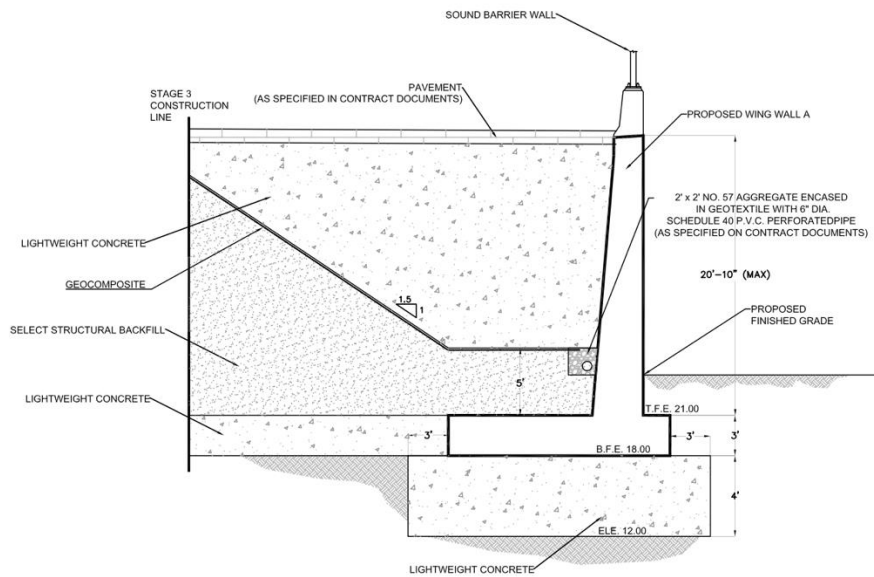 SOUND BARRIER WALL
STAGE 3
CONSTRUCTION
LINE
PAVEMENT
(AS SPECIFIED IN CONTRACT DOCUMENTS)
PROPOSED WING WALL A
2' x 2' NO. 57 AGGREGATE ENCASED
IN GEOTEXTILE WITH 6" DIA.
SCHEDULE 40 P.V.C. PERFORATEDPIPE
(AS SPECIFIED ON CONTRACT DOCUMENTS)
LIGHTWEIGHT CONCRETE
GEOCOMPOSITE
20'-10" (MAX)
1.5
1
PROPOSED
FINISHED GRADE
SELECT STRUCTURAL BACKFILL
5'
LIGHTWEIGHT CONCRETE
T.F.E. 21.00
3'
3'
3'
B.F.E. 18.00
4'
ELE. 12.00
LIGHTWEIGHT CONCRETE